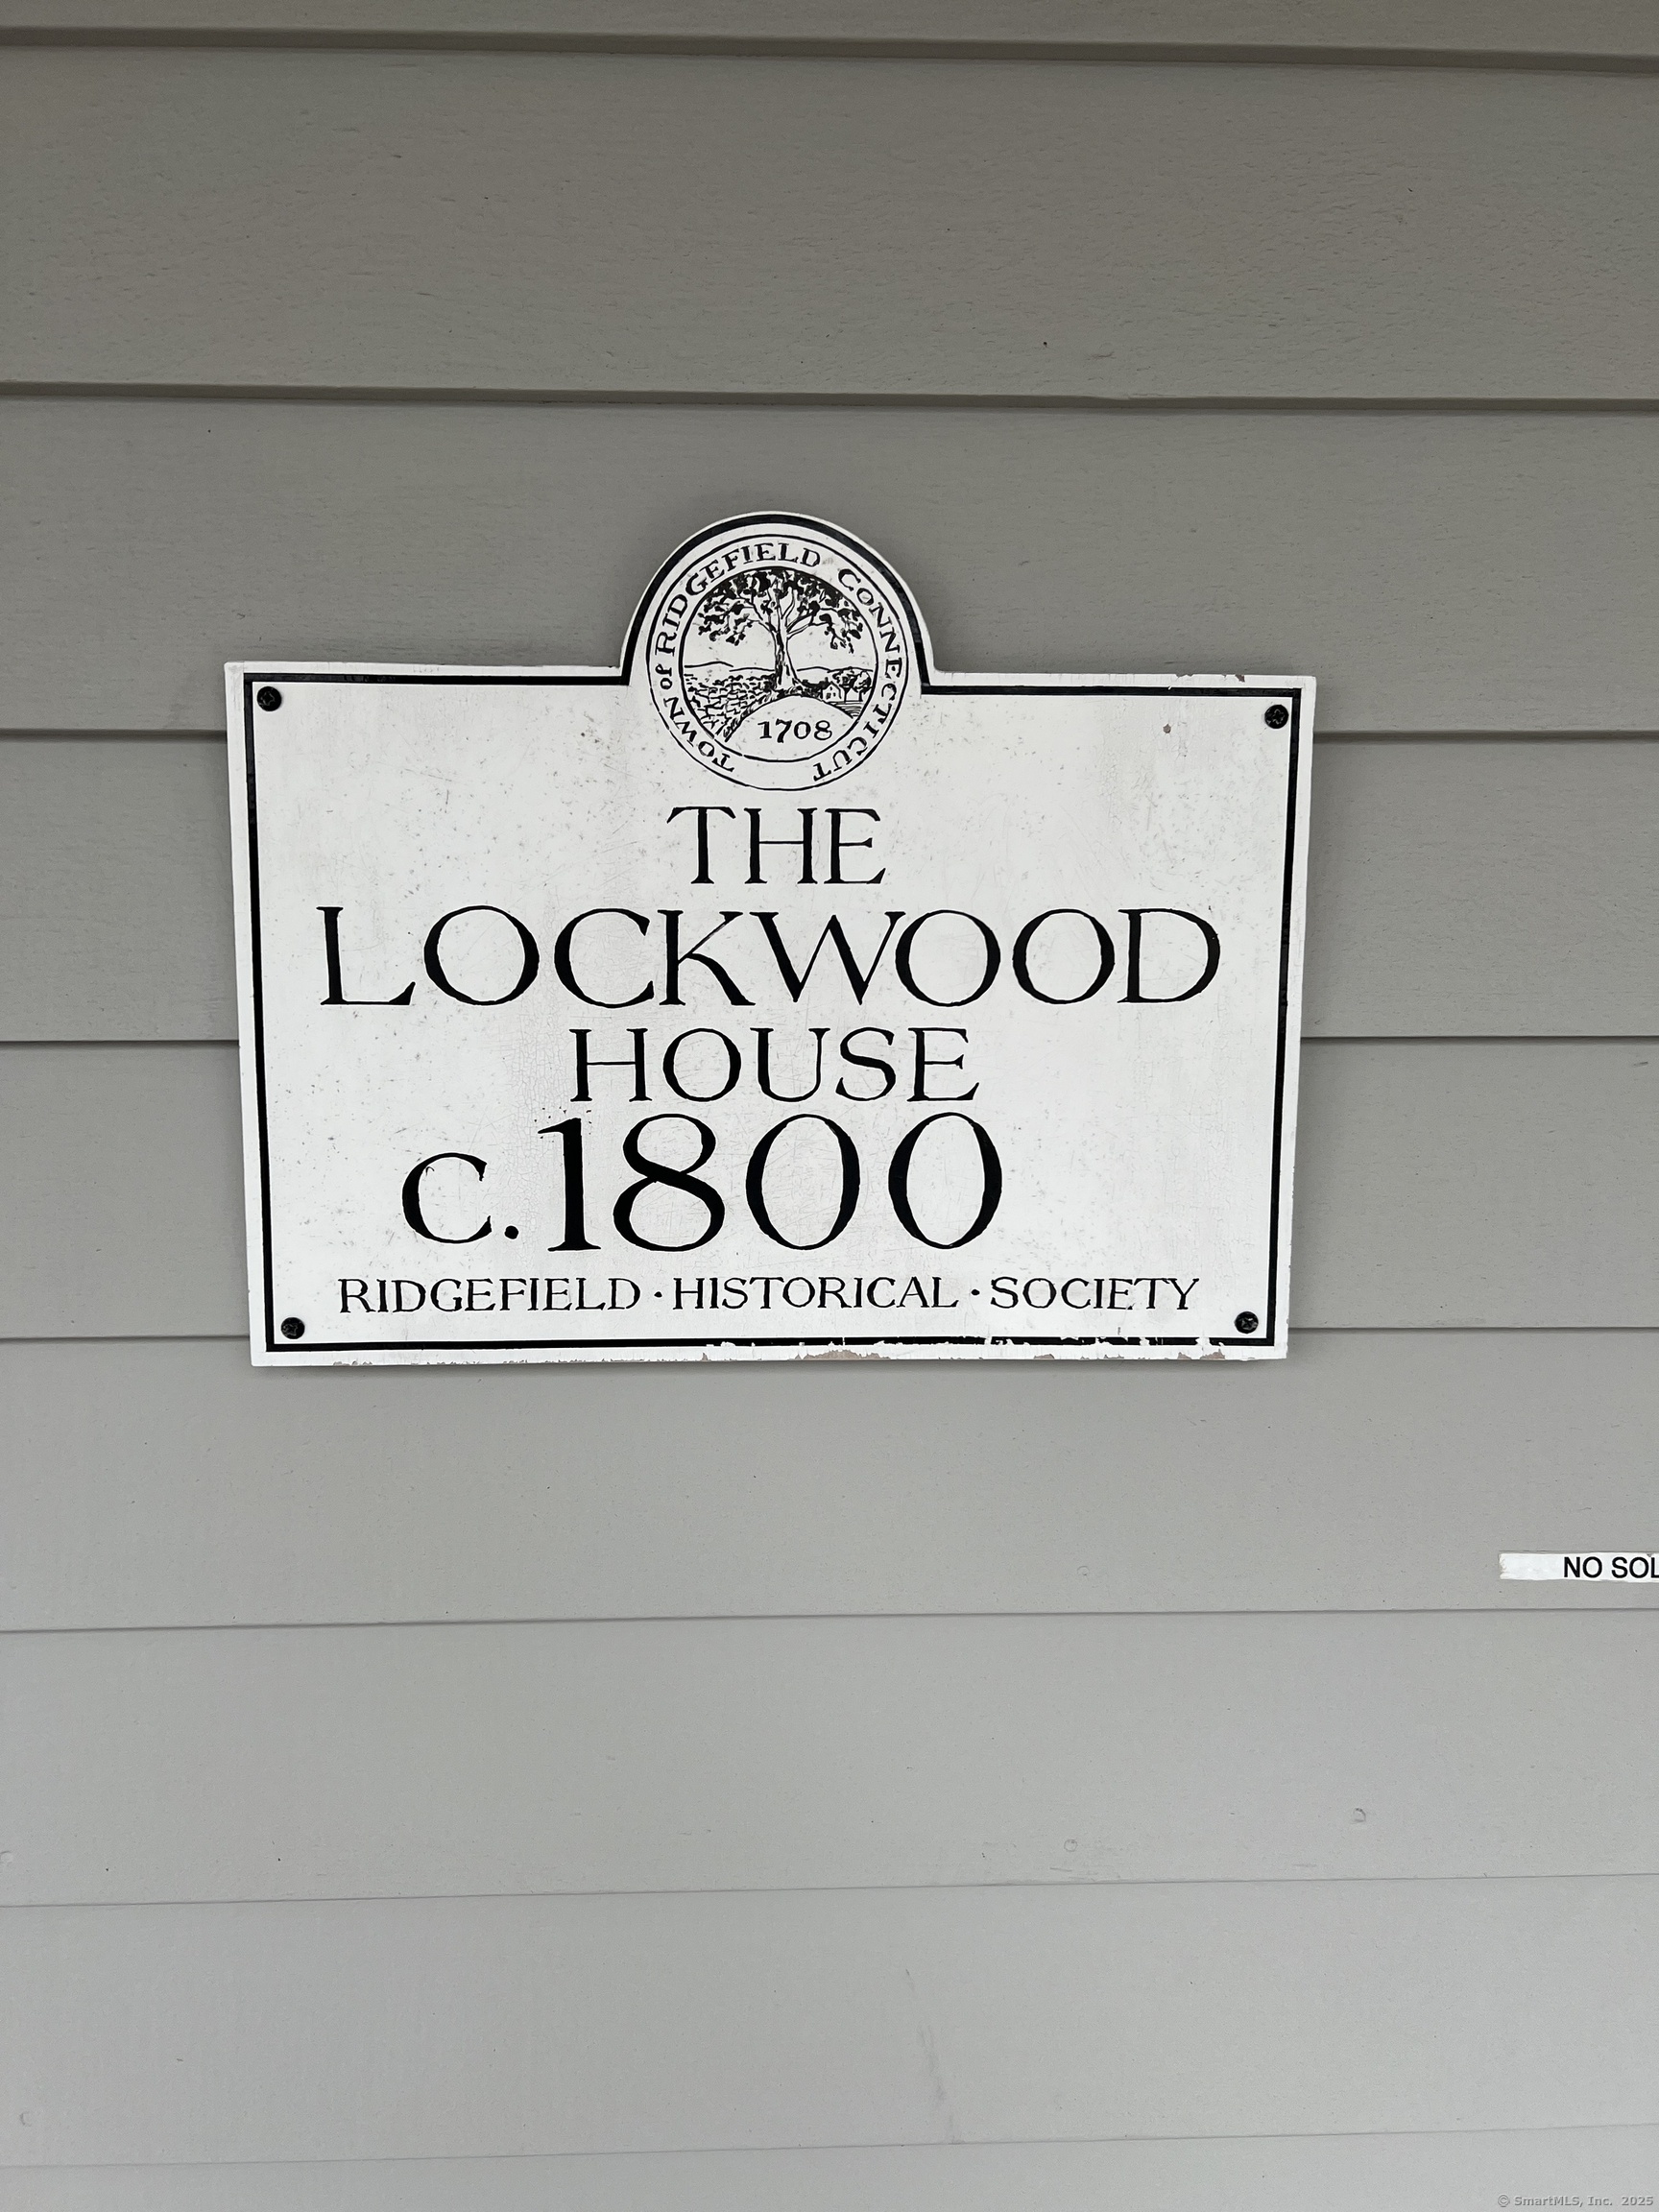 TOWN of RIDGEFIELD CONNECTICUT
1708
THE
LOCKWOOD
HOUSE
c.1800
RIDGEFIELD · HISTORICAL · SOCIETY
NO SOL
© SmartMLS, Inc. 2025